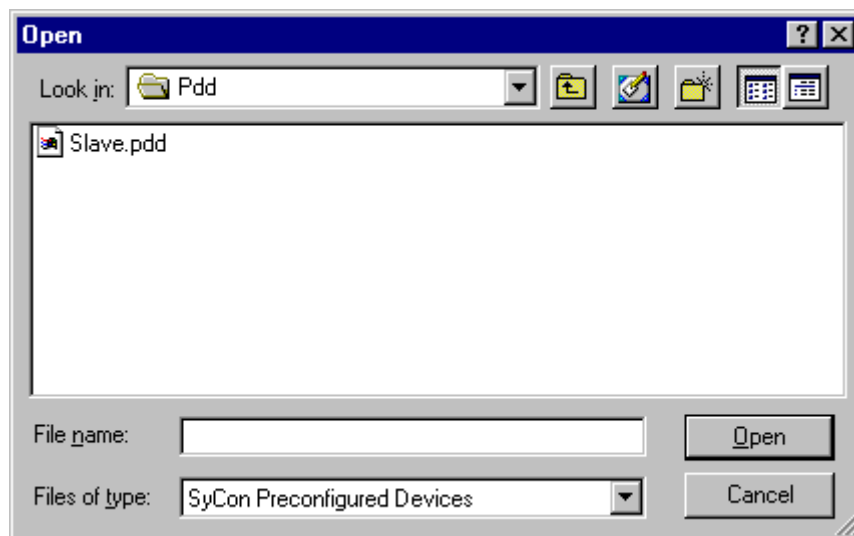 Open
Look in: Pdd
Slave.pdd
File name: Open
Files of type: SyCon Preconfigured Devices Cancel